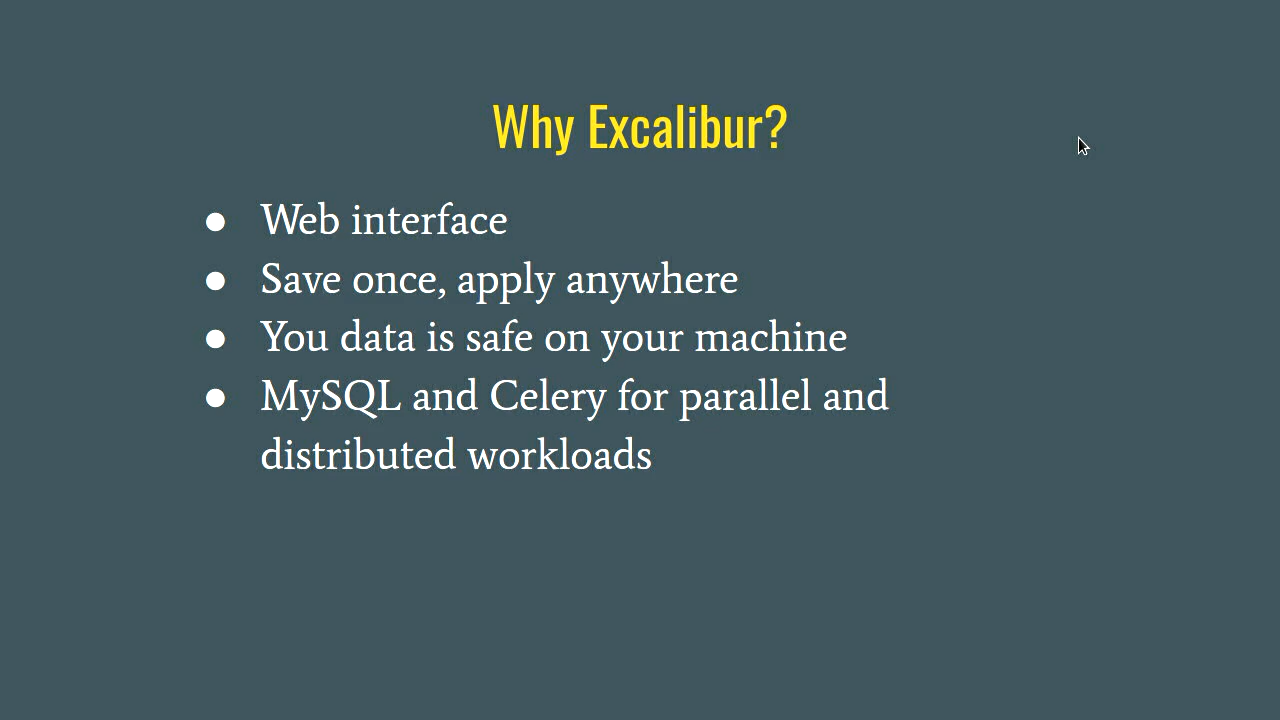 Why Excalibur?
● Web interface
● Save once, apply anywhere
● You data is safe on your machine
● MySQL and Celery for parallel and
distributed workloads